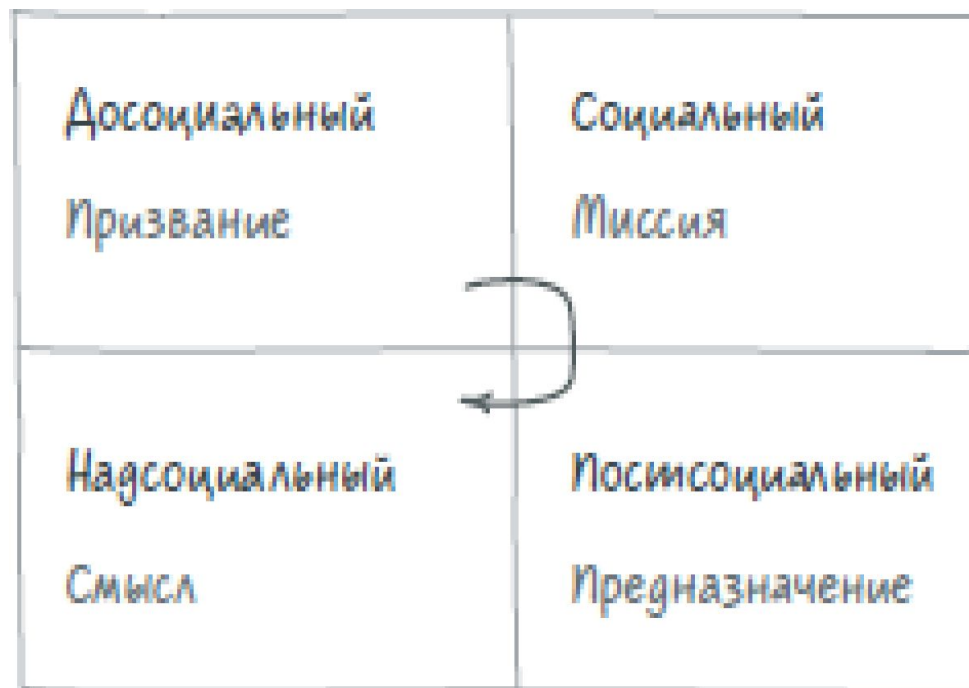 Досоциальный
Призвание
Социальный
Миссия
Надсоциальный
Смысл
Постсоциальный
Предназначение